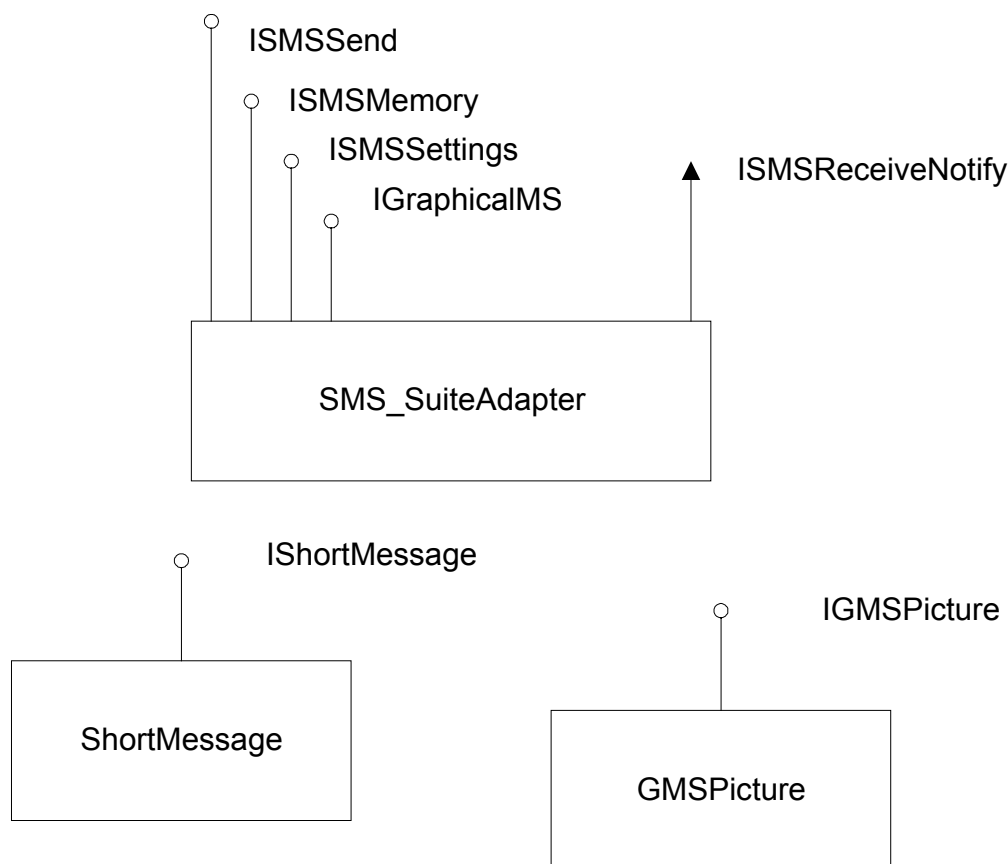 ISMSSend
ISMSMemory
ISMSSettings
ISMSReceiveNotify
IGraphicalMS
SMS_SuiteAdapter
IShortMessage
IGMSPicture
ShortMessage
GMSPicture